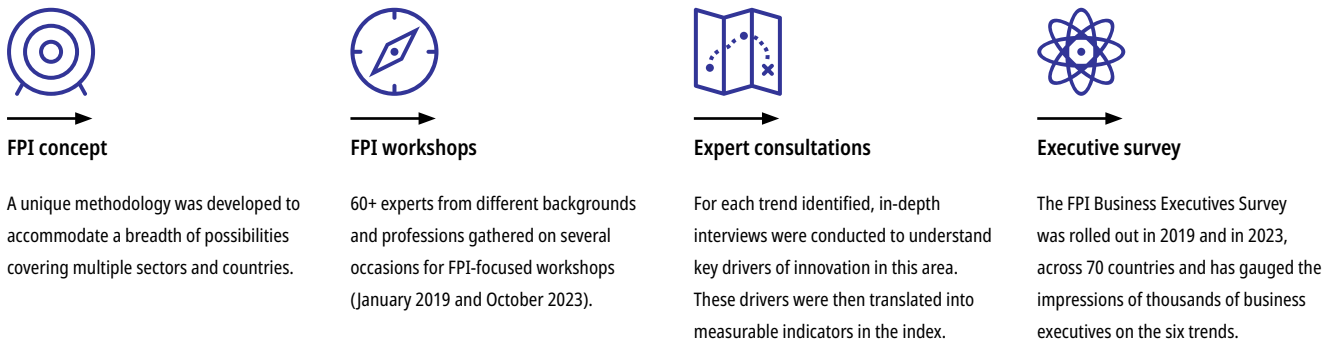 FPI concept
A unique methodology was developed to
accommodate a breadth of possibilities
covering multiple sectors and countries.
FPI workshops
60+ experts from different backgrounds
and professions gathered on several
occasions for FPI-focused workshops
(January 2019 and October 2023).
Expert consultations
For each trend identified, in-depth
interviews were conducted to understand
key drivers of innovation in this area.
These drivers were then translated into
measurable indicators in the index.
Executive survey
The FPI Business Executives Survey
was rolled out in 2019 and in 2023,
across 70 countries and has gauged the
impressions of thousands of business
executives on the six trends.